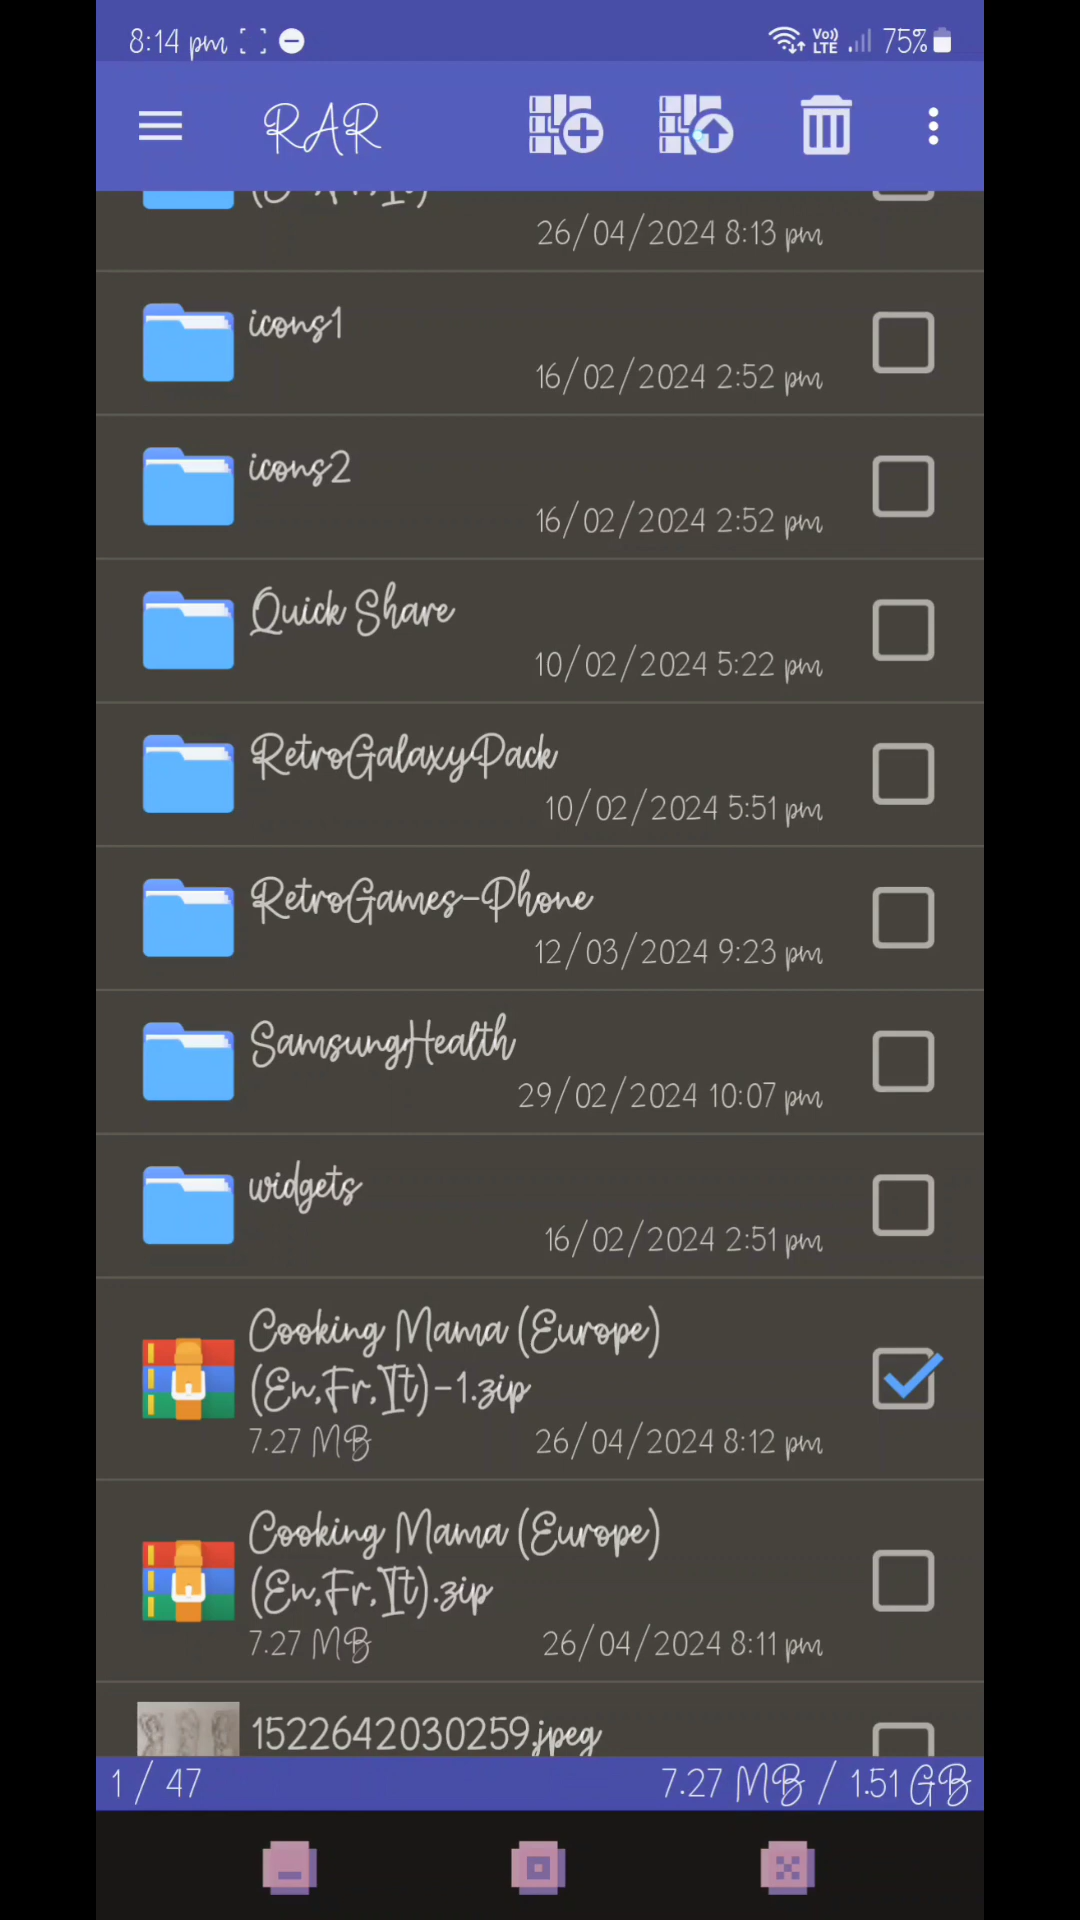 8:14 pm
Vo))
LTE
75%
RAR
26/04/2024 8:13 pm
icons1
16/02/2024 2:52 pm
icons2
16/02/2024 2:52 pm
Quick Share
10/02/2024 5:22 pm
RetroGalaxyPack
10/02/2024 5:51 pm
RetroGames-Phone
12/03/2024 9:23 pm
SamsungHealth
29/02/2024 10:07 pm
widgets
16/02/2024 2:51 pm
Cooking Mama (Europe)
(En,Fr,It)-1.zip
7.27 MB 26/04/2024 8:12 pm
Cooking Mama (Europe)
(En,Fr,It).zip
7.27 MB 26/04/2024 8:11 pm
1522642030259.jpeg
1 / 47 7.27 MB / 1.51 GB